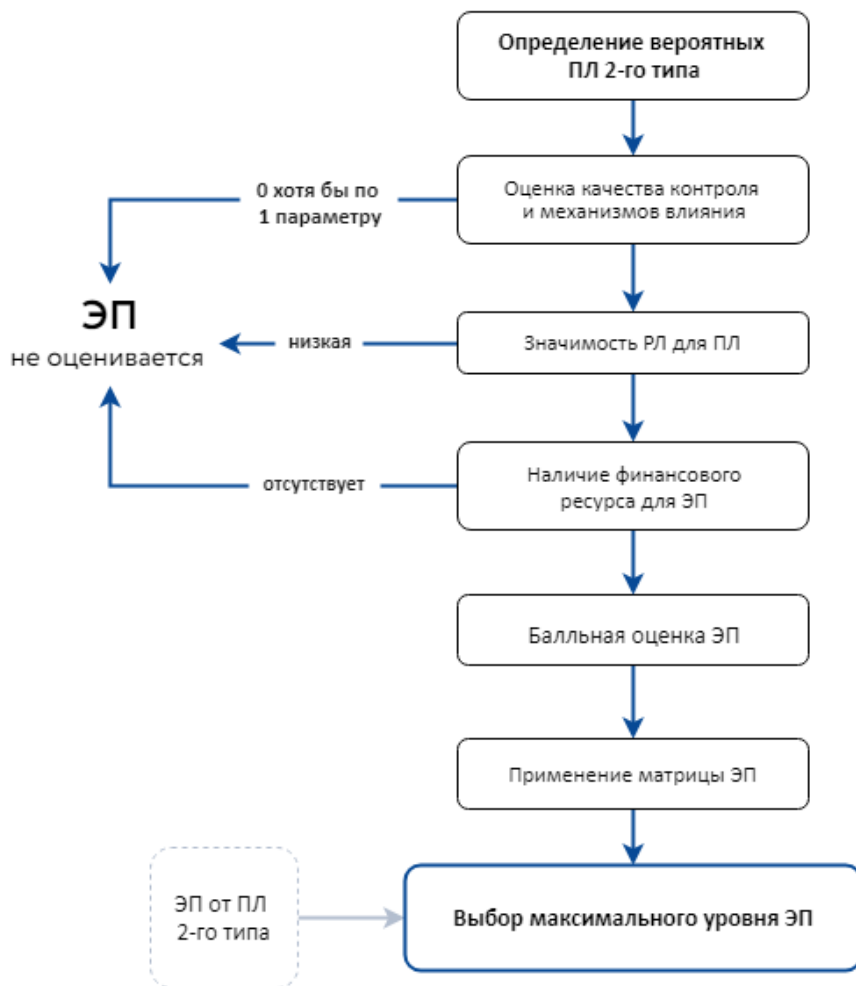 Определение вероятных
ПЛ 2-го типа
0 хотя бы по
1 параметру
Оценка качества контроля
и механизмов влияния
ЭП
не оценивается
низкая
Значимость РЛ для ПЛ
отсутствует
Наличие финансового
ресурса для ЭП
Балльная оценка ЭП
Применение матрицы ЭП
ЭП от ПЛ
2-го типа
Выбор максимального уровня ЭП